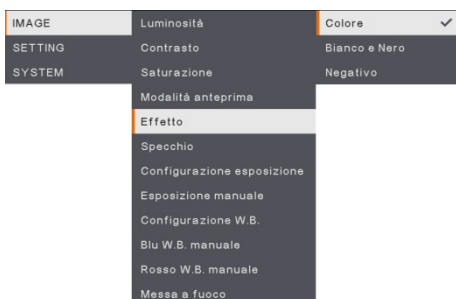 IMAGE
SETTING
SYSTEM
Luminosità
Contrasto
Saturazione
Modalità anteprima
Effetto
Specchio
Configurazione esposizione
Esposizione manuale
Configurazione W.B.
Blu W.B. manuale
Rosso W.B. manuale
Messa a fuoco
Colore
Bianco e Nero
Negativo